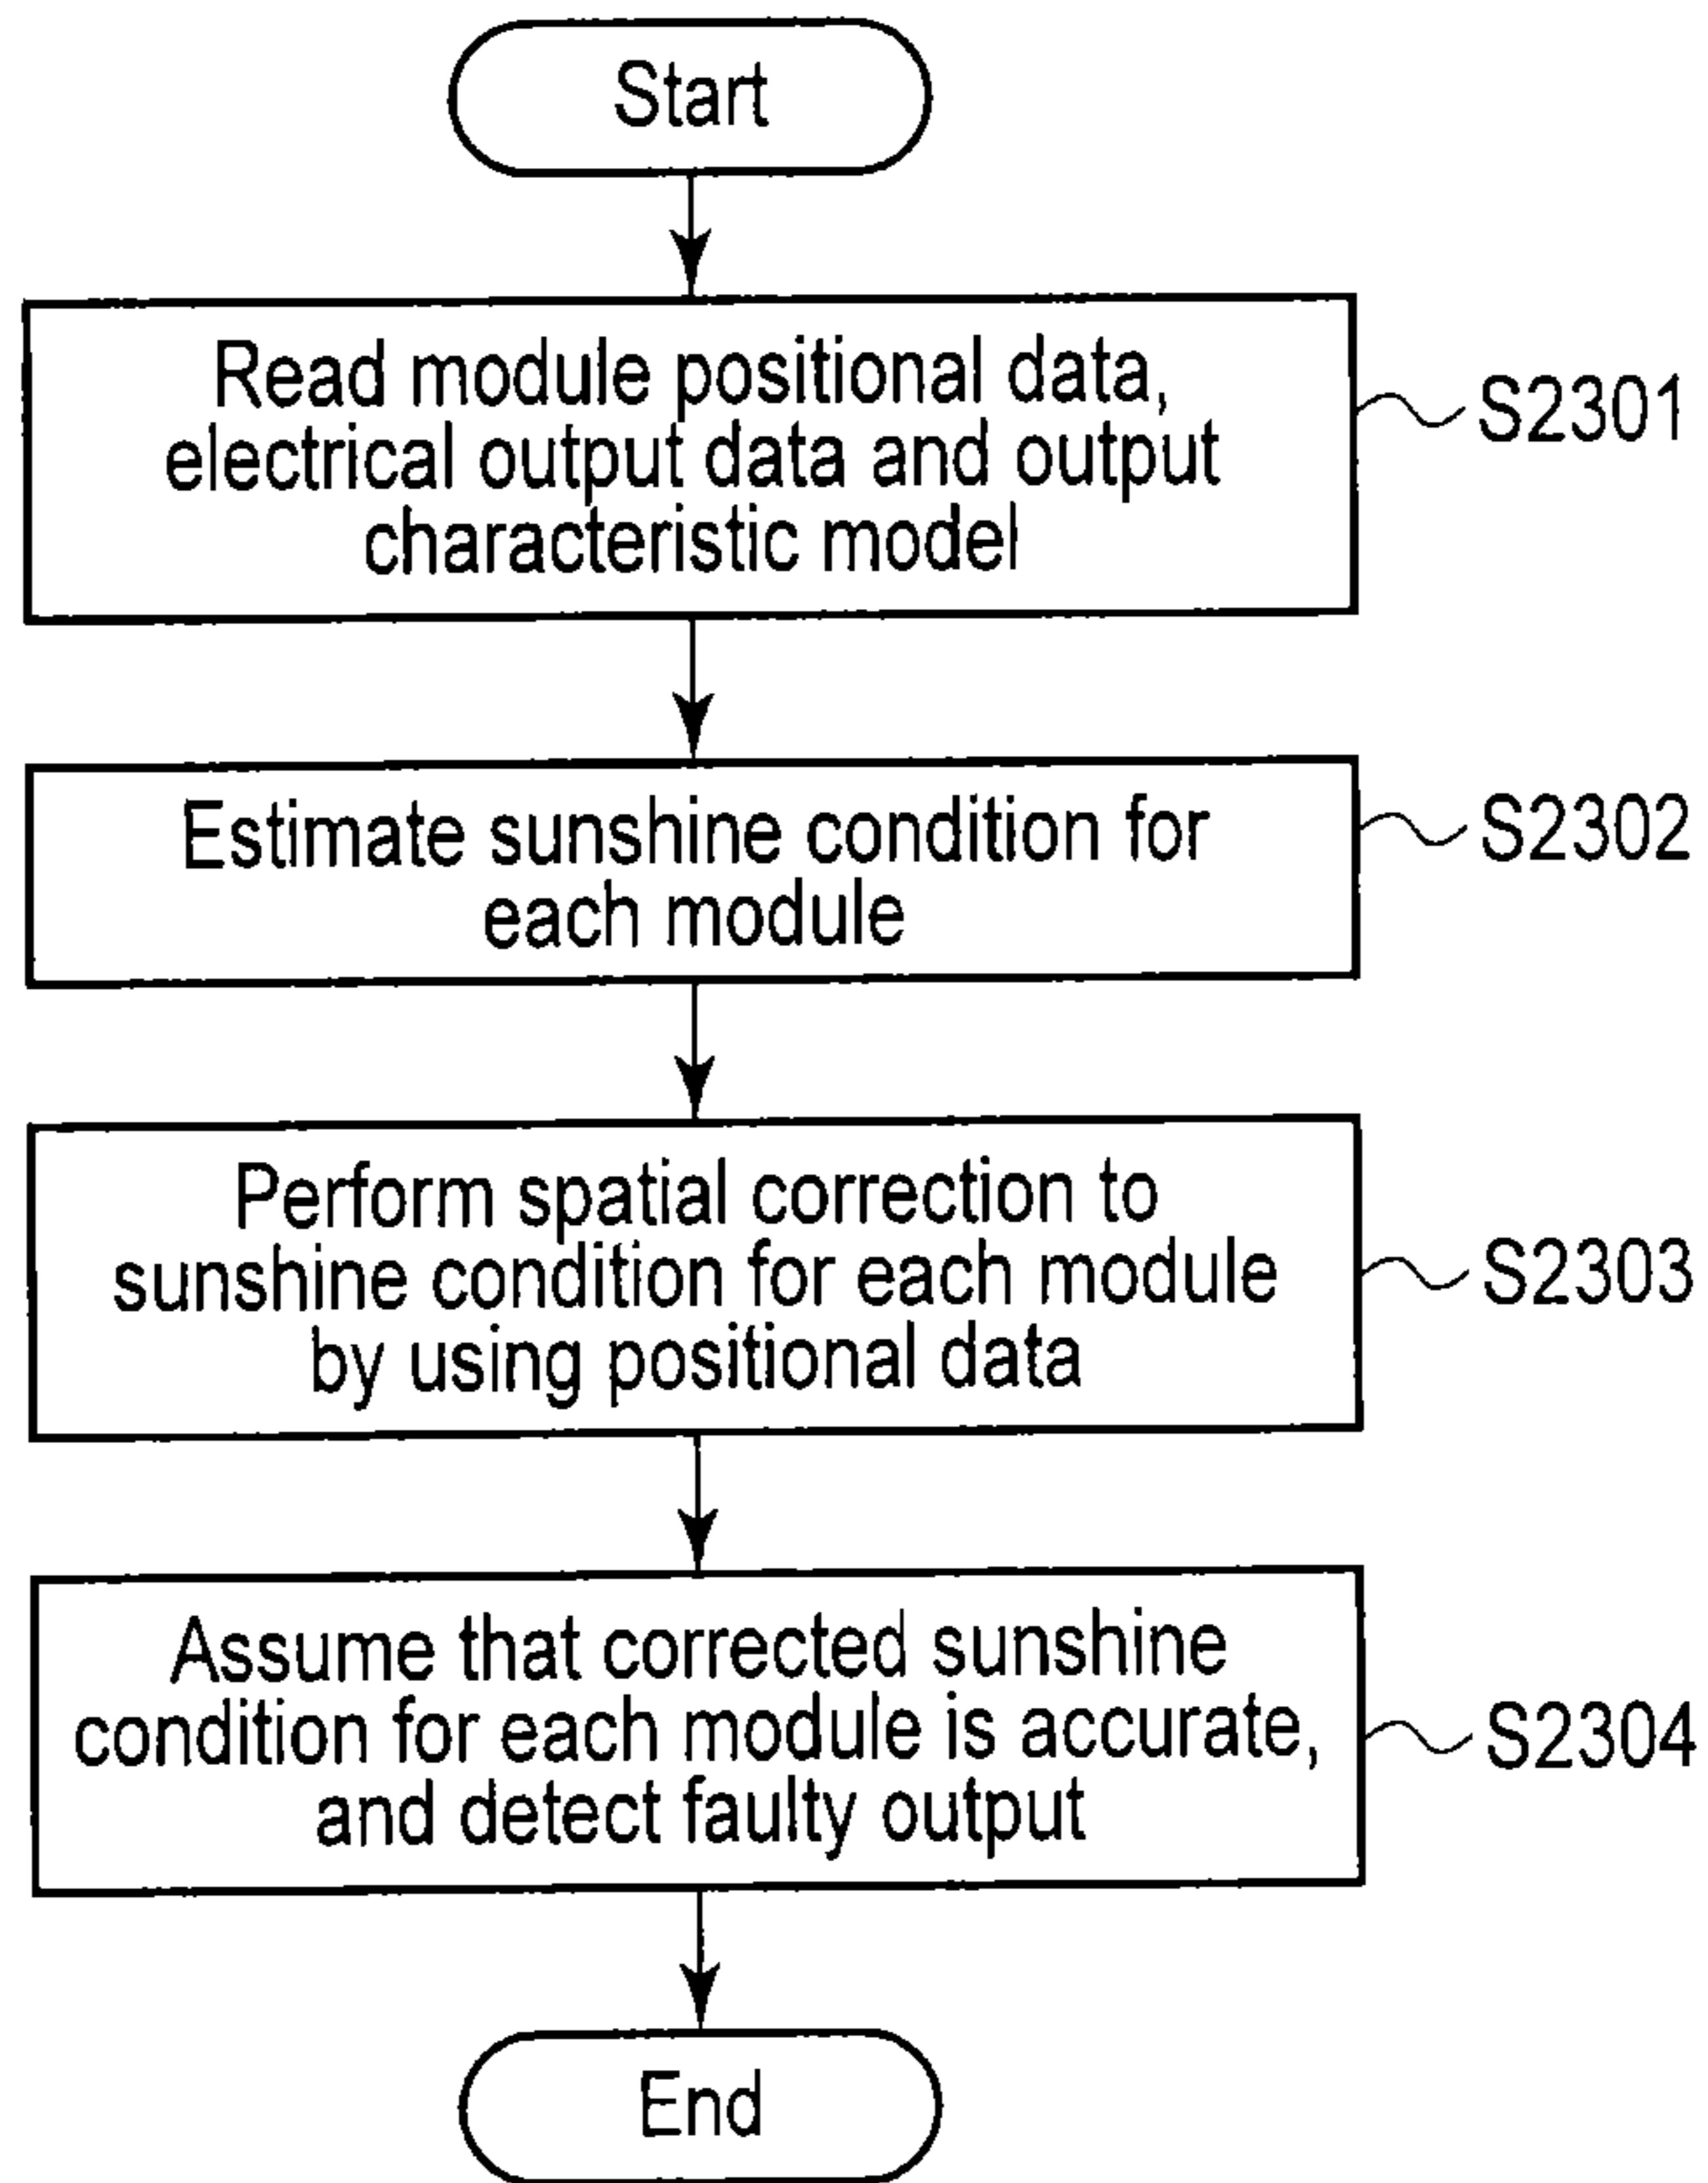 Start
Read module positional data,
electrical output data and output
characteristic model
S2301
Estimate sunshine condition for
each module
S2302
Perform spatial correction to
sunshine condition for each module
by using positional data
S2303
Assume that corrected sunshine
condition for each module is accurate,
and detect faulty output
S2304
End